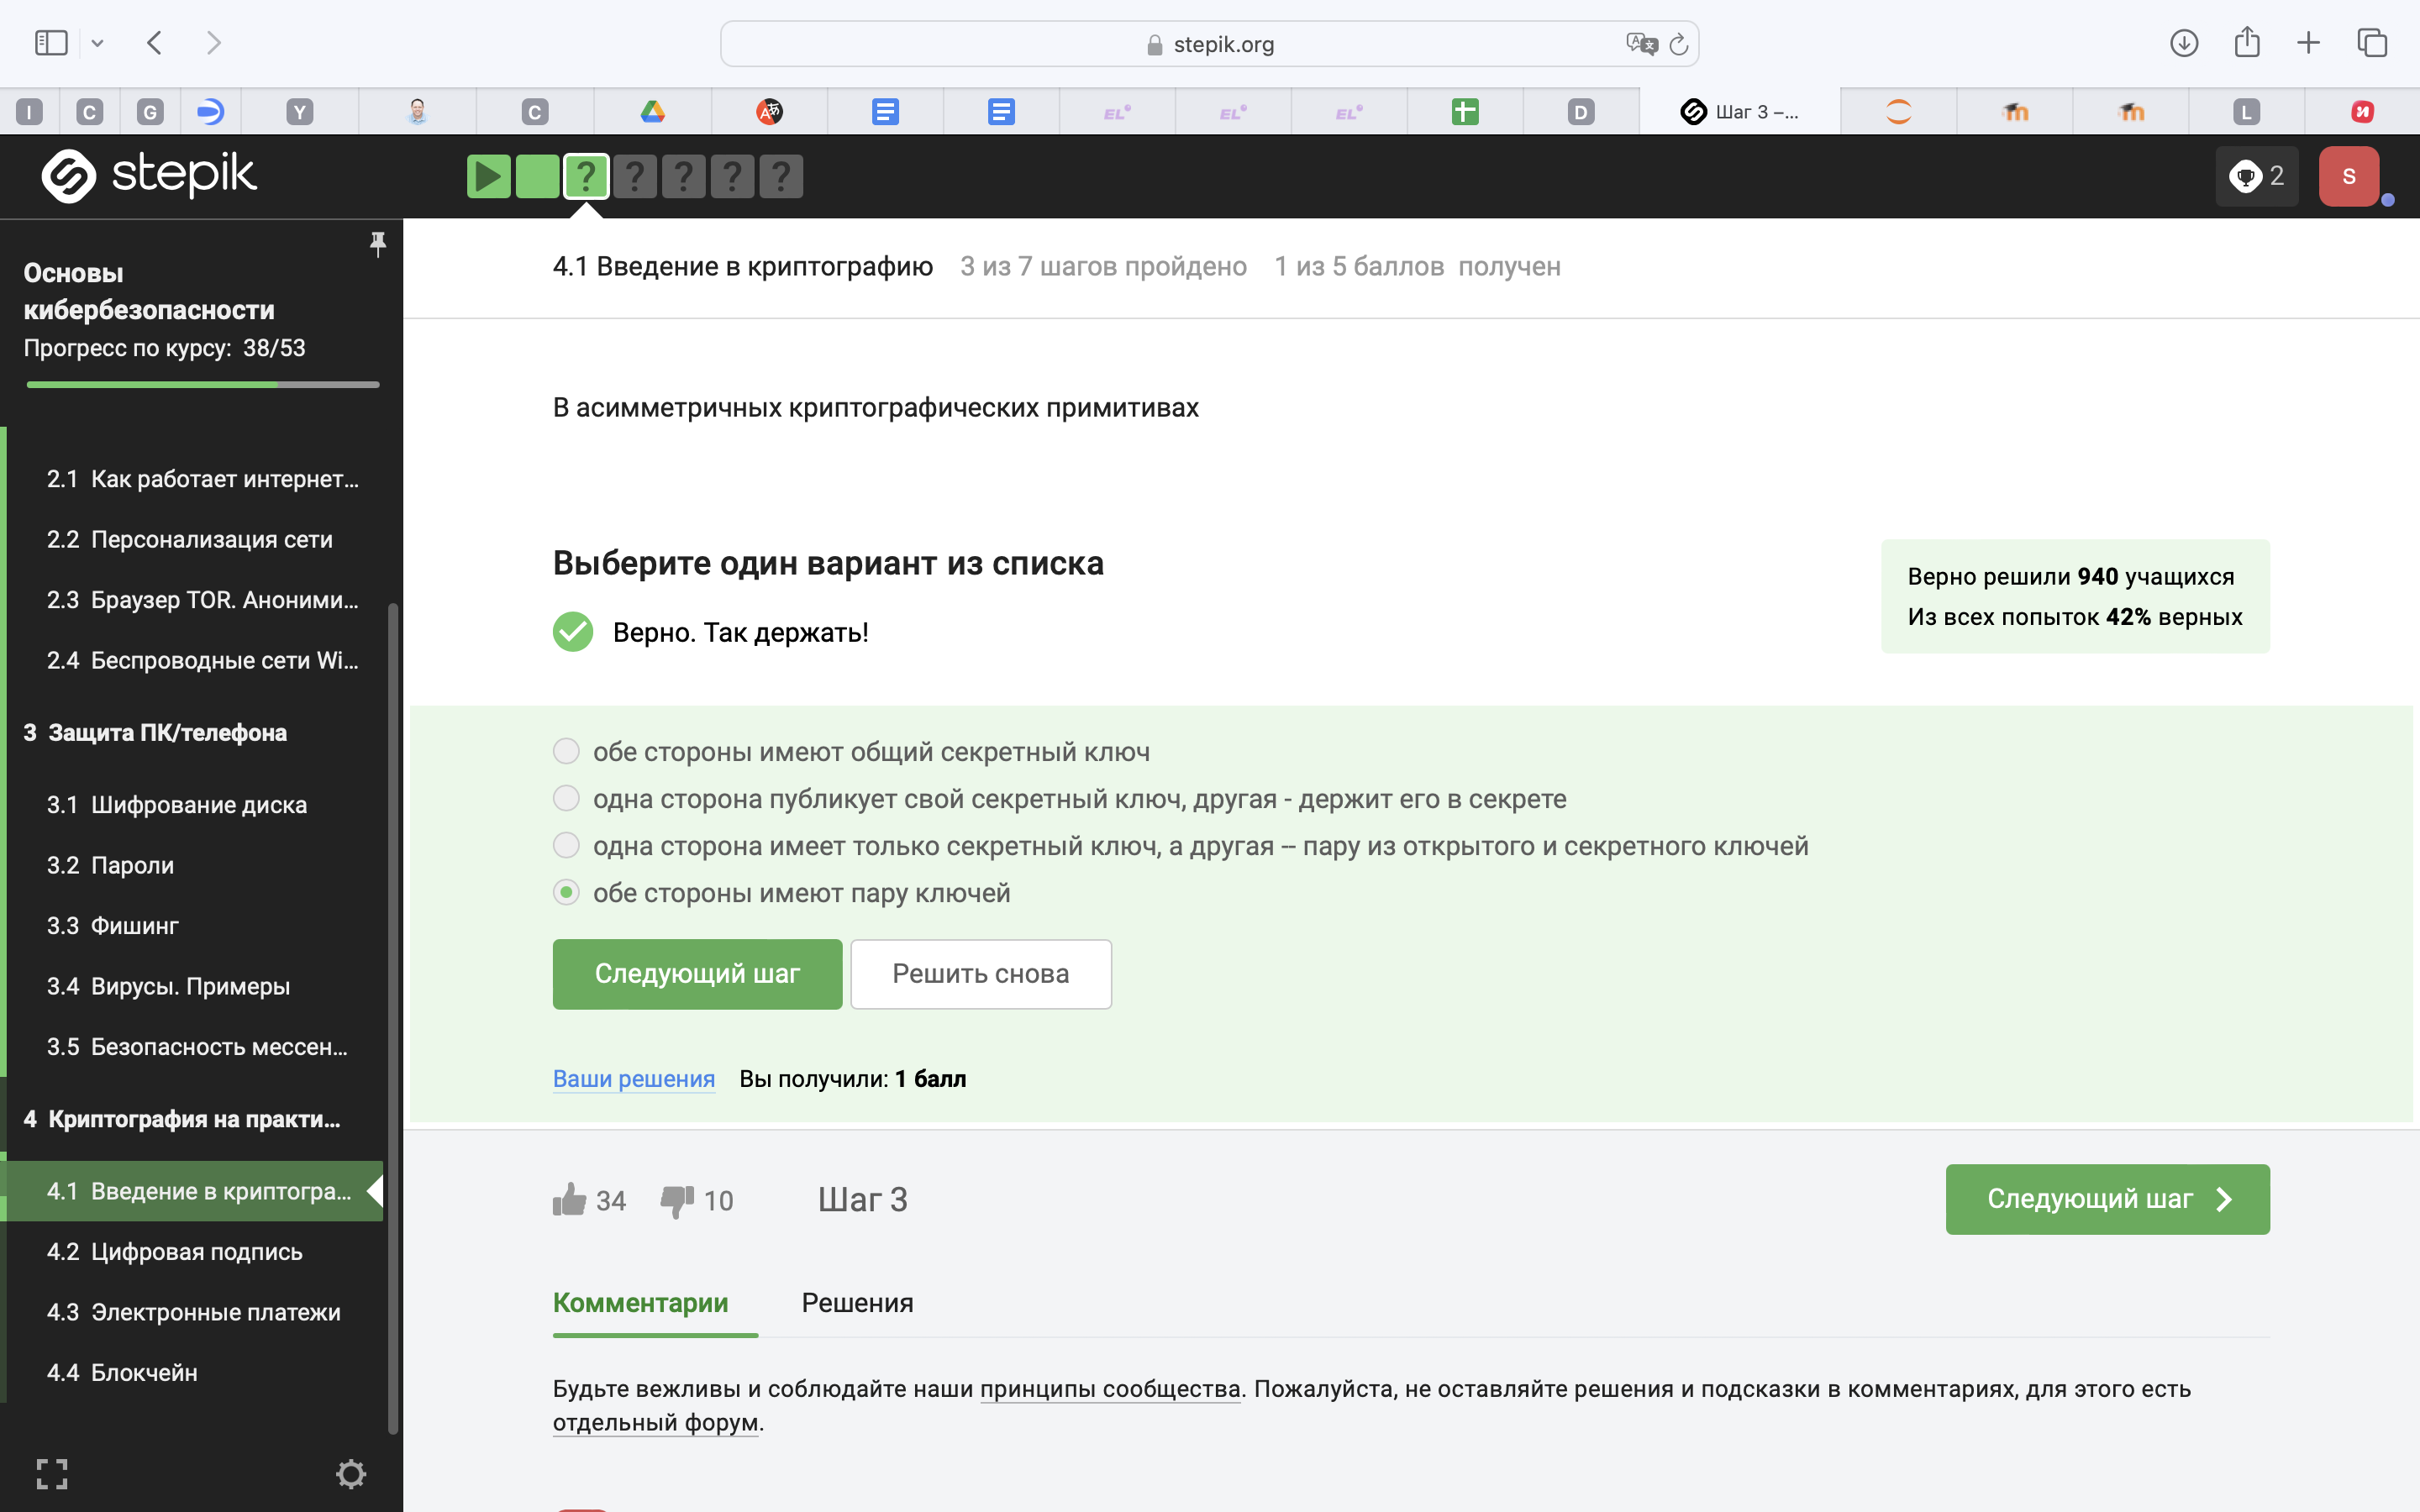 stepik.org
I
C
G
Y
C
EL
EL
EL
D
Шаг 3 –...
L
stepik
? ? ? ? ?
2
S
Основы
кибербезопасности
Прогресс по курсу: 38/53
2.1 Как работает интернет...
2.2 Персонализация сети
2.3 Браузер TOR. Аноними...
2.4 Беспроводные сети Wi...
3 Защита ПК/телефона
3.1 Шифрование диска
3.2 Пароли
3.3 Фишинг
3.4 Вирусы. Примеры
3.5 Безопасность мессен...
4 Криптография на практи...
4.1 Введение в криптогра...
4.2 Цифровая подпись
4.3 Электронные платежи
4.4 Блокчейн
4.1 Введение в криптографию 3 из 7 шагов пройдено 1 из 5 баллов получен
В асимметричных криптографических примитивах
Выберите один вариант из списка
Верно. Так держать!
Верно решили 940 учащихся
Из всех попыток 42% верных
обе стороны имеют общий секретный ключ
одна сторона публикует свой секретный ключ, другая - держит его в секрете
одна сторона имеет только секретный ключ, а другая -- пару из открытого и секретного ключей
обе стороны имеют пару ключей
Следующий шаг
Решить снова
Ваши решения Вы получили: 1 балл
34 10 Шаг 3
Следующий шаг
Комментарии Решения
Будьте вежливы и соблюдайте наши принципы сообщества. Пожалуйста, не оставляйте решения и подсказки в комментариях, для этого есть
отдельный форум.